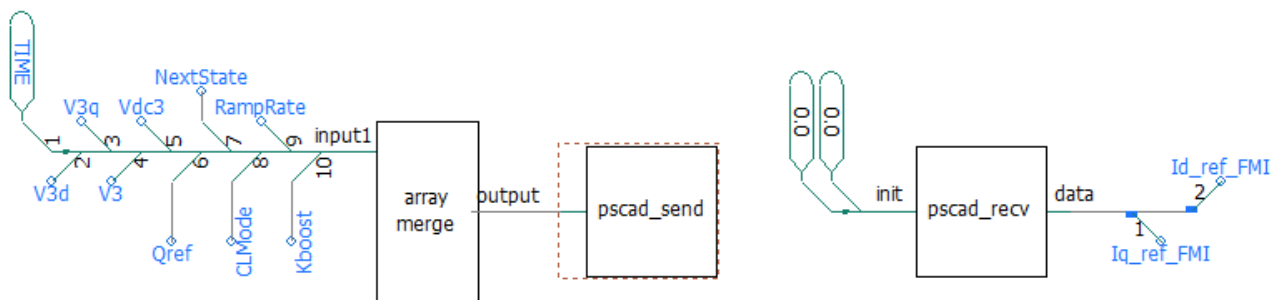 TIME
V3q
Vdc3
NextState
RampRate
1
3
5
7
9
input1
2
4
6
8
10
V3d
V3
Qref
CLMode
Kboost
array
merge
output
pscad_send
0.0
0.0
init
pscad_recv
data
Id_ref_FMI
2
1
Iq_ref_FMI